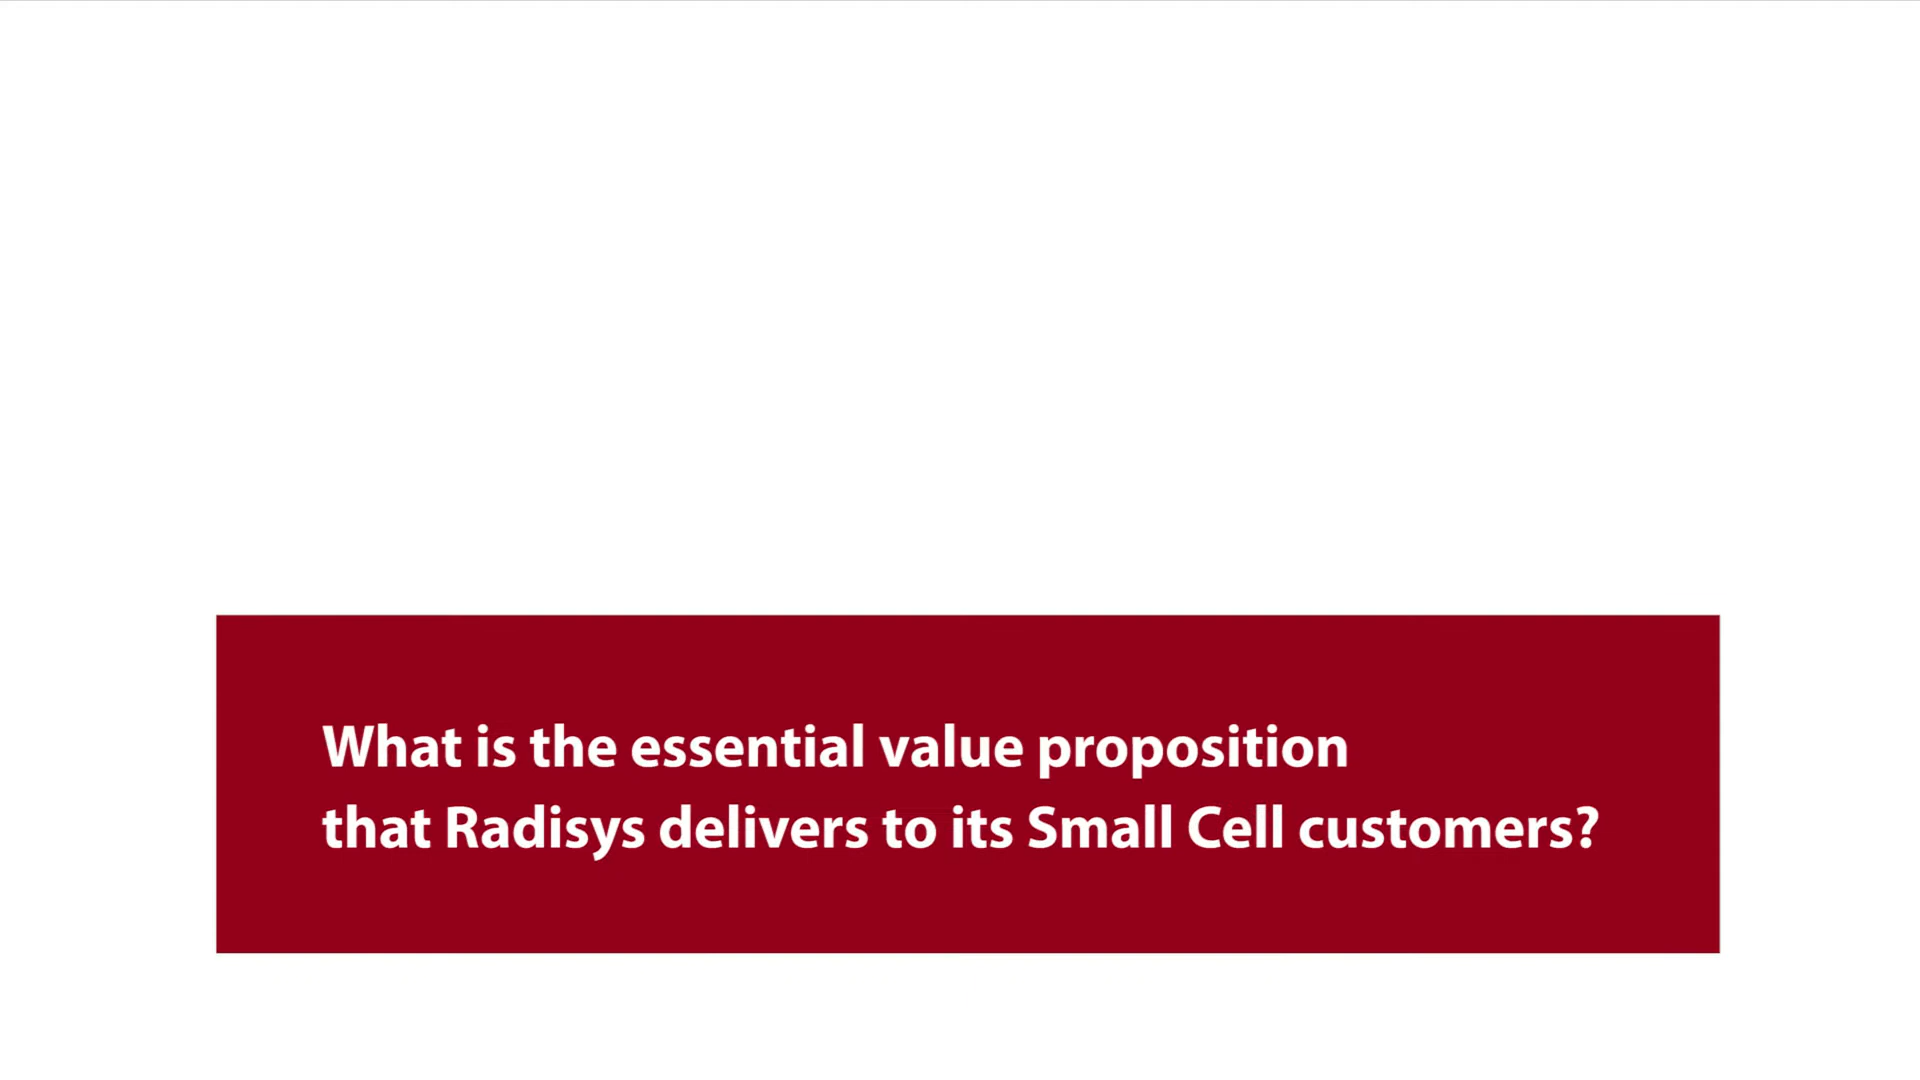 What is the essential value proposition
that Radisys delivers to its Small Cell customers?